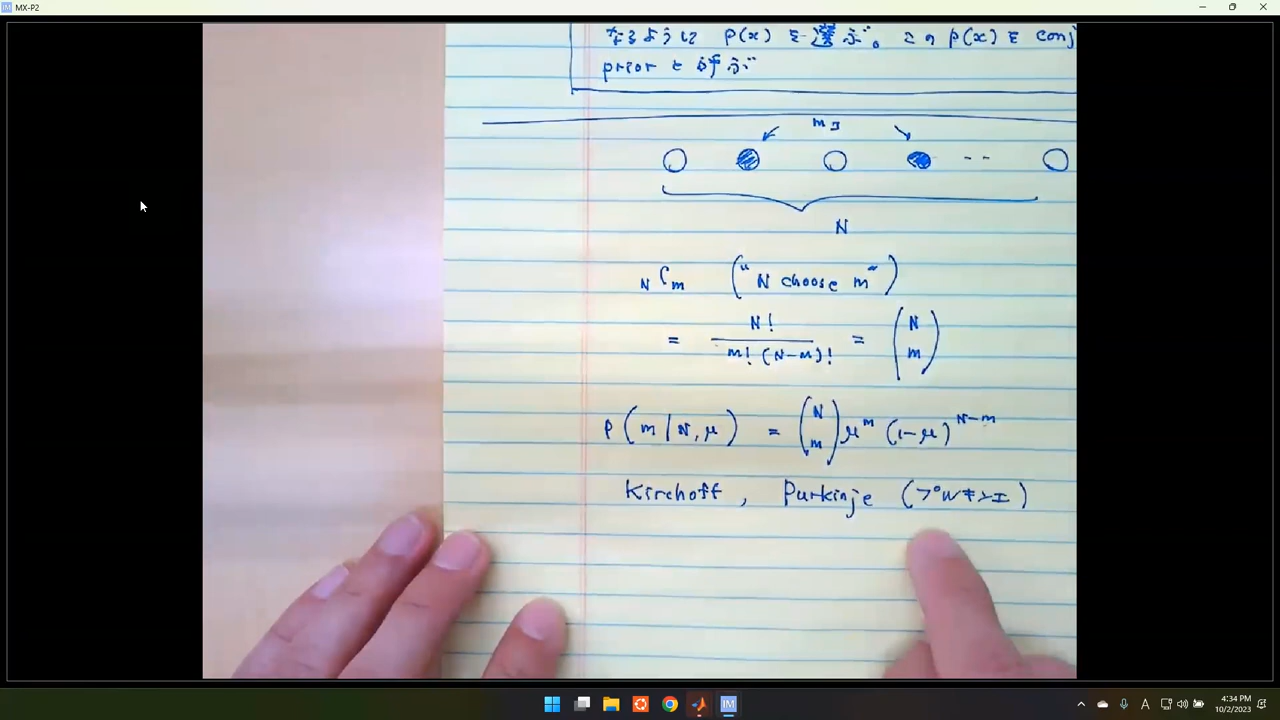 MX-P2
なるように p(x) を選ぶ。この p(x) を conj
prior と呼ぶ
mコ
N
N C m ("N choose m")
= N! / m! (N-m)! = (N m)
p(m | N, μ) = (N m) μ^m (1-μ)^N-m
Kirchoff, Purkinje (プルキンエ)
4:34 PM
10/2/2023